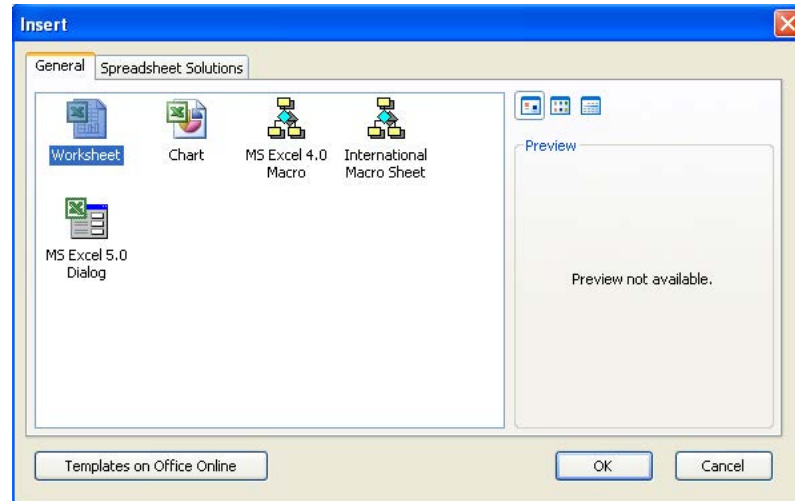 Insert
General Spreadsheet Solutions
Worksheet Chart MS Excel 4.0 International
Macro Macro Sheet
MS Excel 5.0
Dialog
Preview
Preview not available.
Templates on Office Online OK Cancel